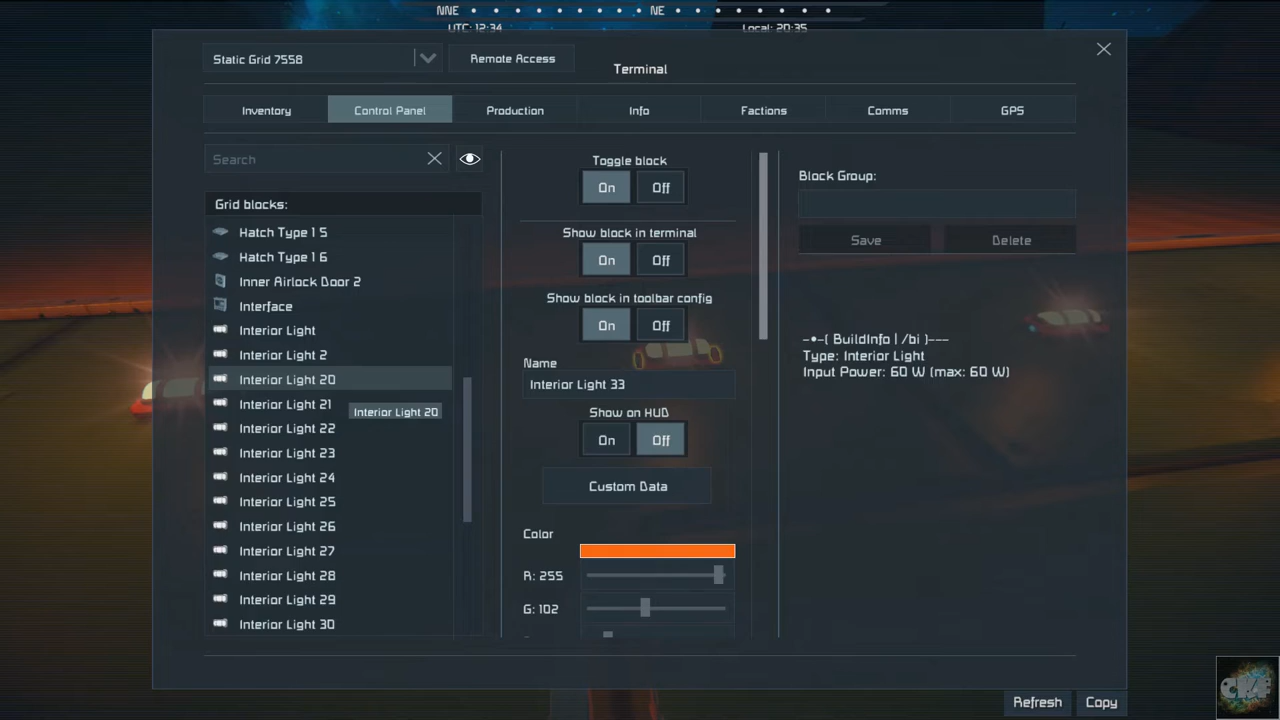 NNE NE
UTC: 12:34 Local: 20:35
Static Grid 7558
Remote Access
Terminal
Inventory Control Panel Production Info Factions Comms GPS
Search
Grid blocks:
Hatch Type 1 5
Hatch Type 1 6
Inner Airlock Door 2
Interface
Interior Light
Interior Light 2
Interior Light 20
Interior Light 21
Interior Light 20
Interior Light 22
Interior Light 23
Interior Light 24
Interior Light 25
Interior Light 26
Interior Light 27
Interior Light 28
Interior Light 29
Interior Light 30
Toggle block
On Off
Show block in terminal
On Off
Show block in toolbar config
On Off
Name
Interior Light 33
Show on HUD
On Off
Custom Data
Color
R: 255
G: 102
Block Group:
Save Delete
-•-( BuildInfo | /bi )---
Type: Interior Light
Input Power: 60 W (max: 60 W)
Refresh Copy